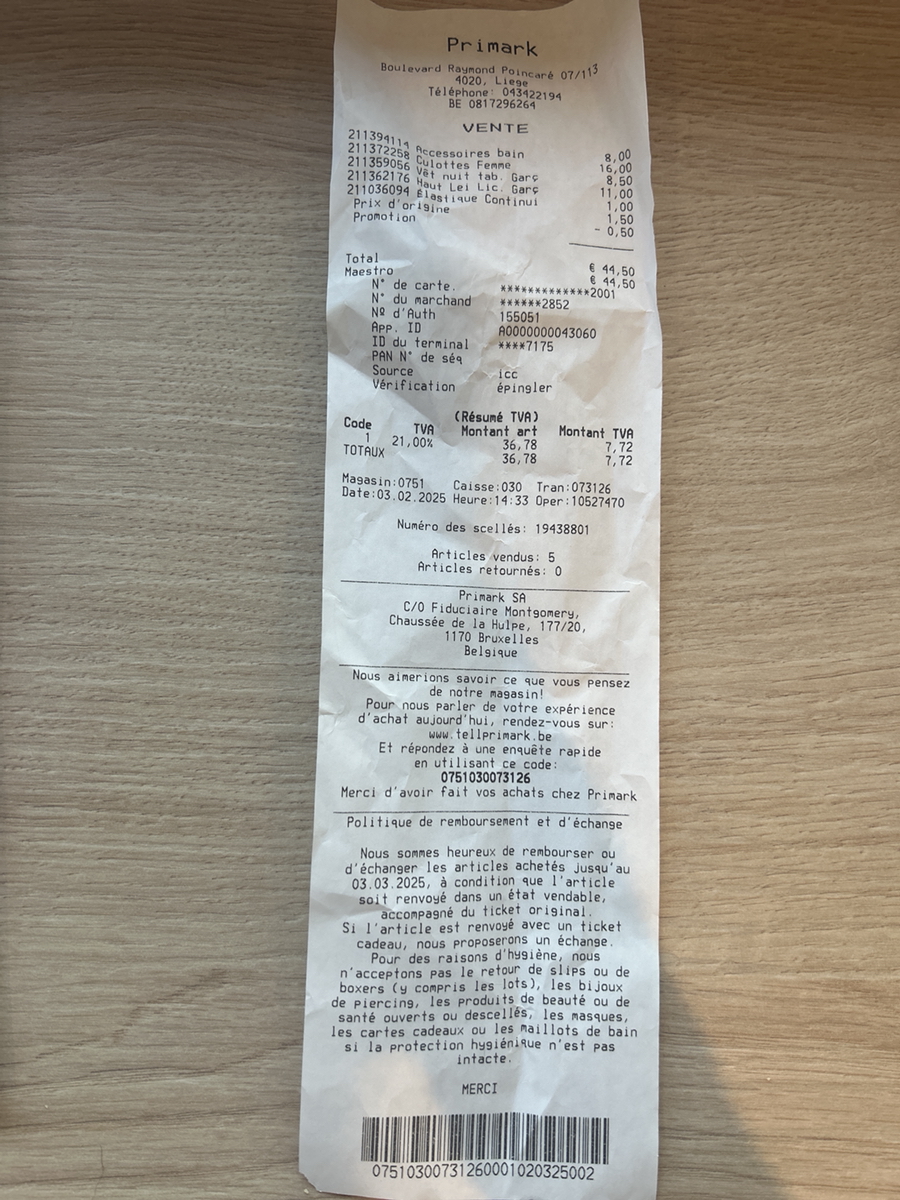 Primark
Boulevard Raymond Poincaré 07/113
4020, Liege
Téléphone: 043422194
BE 0817296264
VENTE
211394114 Accessoires bain 8,00
211372258 Culottes Femme 16,00
211359056 Vêt nuit tab. Garç 8,50
211362176 Haut Lei Lic. Garç 11,00
211036094 Élastique Continui 1,00
Prix d'origine 1,50
Promotion - 0,50
Total € 44,50
Maestro € 44,50
N° de carte. *************2001
N° du marchand ******2852
Nº d'Auth 155051
App. ID A0000000043060
ID du terminal ****7175
PAN N° de séq
Source icc
Vérification épingler
(Résumé TVA)
Code TVA Montant art Montant TVA
1 21,00% 36,78 7,72
TOTAUX 36,78 7,72
Magasin:0751 Caisse:030 Tran:073126
Date:03.02.2025 Heure:14:33 Oper:10527470
Numéro des scellés: 19438801
Articles vendus: 5
Articles retournés: 0
Primark SA
C/O Fiduciaire Montgomery,
Chaussée de la Hulpe, 177/20,
1170 Bruxelles
Belgique
Nous aimerions savoir ce que vous pensez
de notre magasin!
Pour nous parler de votre expérience
d'achat aujourd'hui, rendez-vous sur:
www.tellprimark.be
Et répondez à une enquête rapide
en utilisant ce code:
0751030073126
Merci d'avoir fait vos achats chez Primark
Politique de remboursement et d'échange
Nous sommes heureux de rembourser ou
d'échanger les articles achetés jusqu'au
03.03.2025, à condition que l'article
soit renvoyé dans un état vendable,
accompagné du ticket original.
Si l'article est renvoyé avec un ticket
cadeau, nous proposerons un échange.
Pour des raisons d'hygiène, nous
n'acceptons pas le retour de slips ou de
boxers (y compris les lots), les bijoux
de piercing, les produits de beauté ou de
santé ouverts ou descellés, les masques,
les cartes cadeaux ou les maillots de bain
si la protection hygiénique n'est pas
intacte.
MERCI
07510300731260001020325002